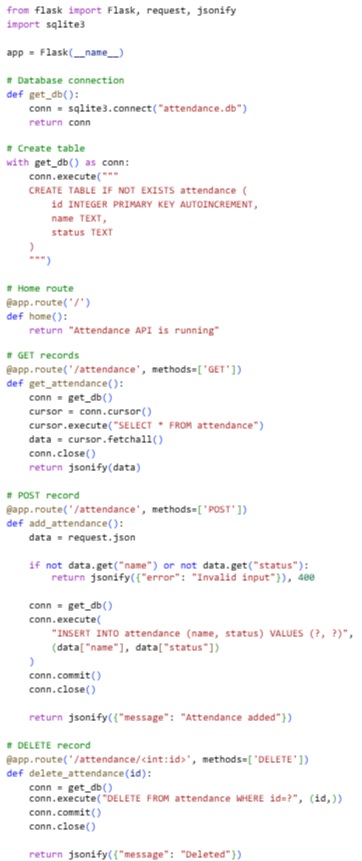 from flask import Flask, request, jsonify
import sqlite3

app = Flask(__name__)

# Database connection
def get_db():
    conn = sqlite3.connect("attendance.db")
    return conn

# Create table
with get_db() as conn:
    conn.execute("""
    CREATE TABLE IF NOT EXISTS attendance (
        id INTEGER PRIMARY KEY AUTOINCREMENT,
        name TEXT,
        status TEXT
    )
    """)

# Home route
@app.route('/')
def home():
    return "Attendance API is running"

# GET records
@app.route('/attendance', methods=['GET'])
def get_attendance():
    conn = get_db()
    cursor = conn.cursor()
    cursor.execute("SELECT * FROM attendance")
    data = cursor.fetchall()
    conn.close()
    return jsonify(data)

# POST record
@app.route('/attendance', methods=['POST'])
def add_attendance():
    data = request.json

    if not data.get("name") or not data.get("status"):
        return jsonify({"error": "Invalid input"}), 400

    conn = get_db()
    conn.execute(
        "INSERT INTO attendance (name, status) VALUES (?, ?)",
        (data["name"], data["status"])
    )
    conn.commit()
    conn.close()

    return jsonify({"message": "Attendance added"})

# DELETE record
@app.route('/attendance/<int:id>', methods=['DELETE'])
def delete_attendance(id):
    conn = get_db()
    conn.execute("DELETE FROM attendance WHERE id=?", (id,))
    conn.commit()
    conn.close()

    return jsonify({"message": "Deleted"})